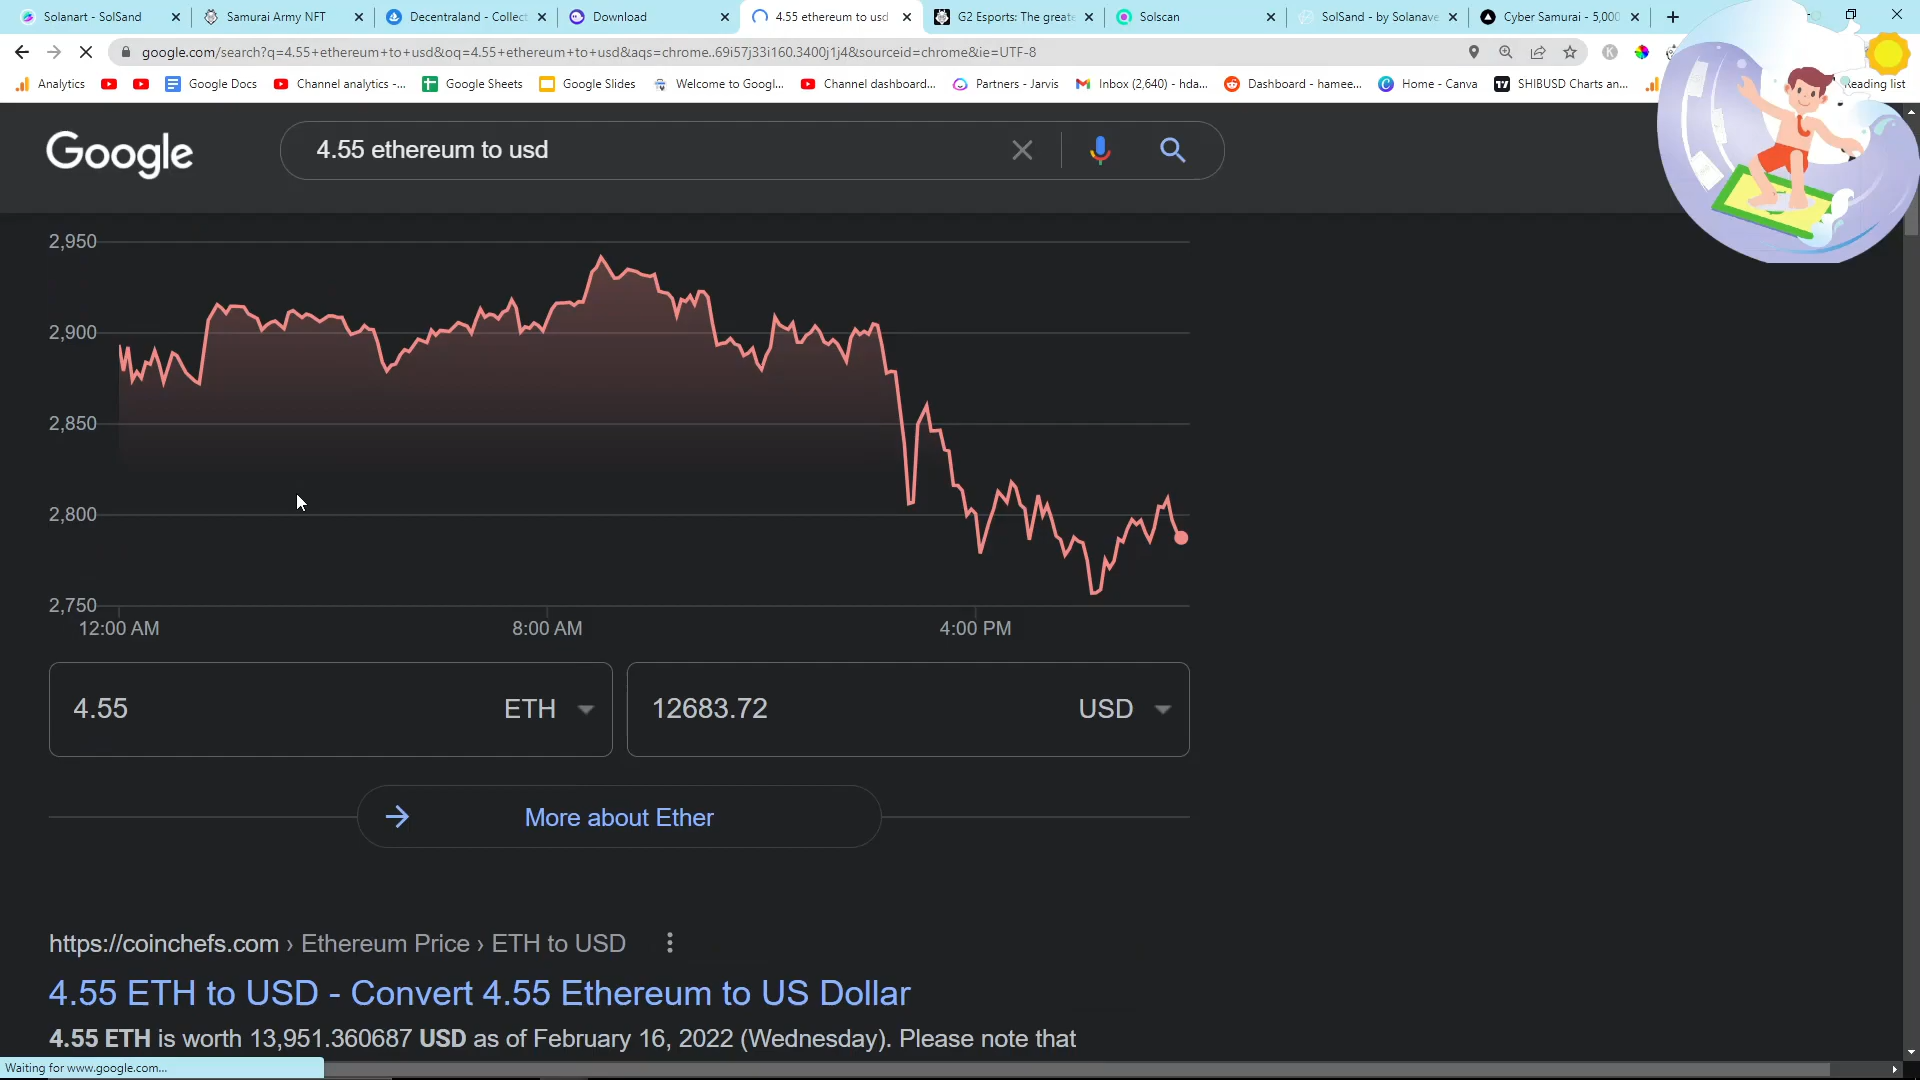 Solanart - SolSand
Samurai Army NFT
Decentraland - Collect
Download
4.55 ethereum to usd
G2 Esports: The greate
Solscan
SolSand - by Solanave
Cyber Samurai - 5,000
google.com/search?q=4.55+ethereum+to+usd&oq=4.55+ethereum+to+usd&aqs=chrome..69i57j33i160.3400j1j4&sourceid=chrome&ie=UTF-8
K
Analytics
Google Docs
Channel analytics -...
Google Sheets
Google Slides
Welcome to Googl...
Channel dashboard...
Partners - Jarvis
Inbox (2,640) - hda...
Dashboard - hamee...
Home - Canva
SHIBUSD Charts an...
Reading list
Google
4.55 ethereum to usd
2,950
2,900
2,850
2,800
2,750
12:00 AM
8:00 AM
4:00 PM
4.55
ETH
12683.72
USD
More about Ether
https://coinchefs.com › Ethereum Price › ETH to USD
4.55 ETH to USD - Convert 4.55 Ethereum to US Dollar
4.55 ETH is worth 13,951.360687 USD as of February 16, 2022 (Wednesday). Please note that
Waiting for www.google.com...